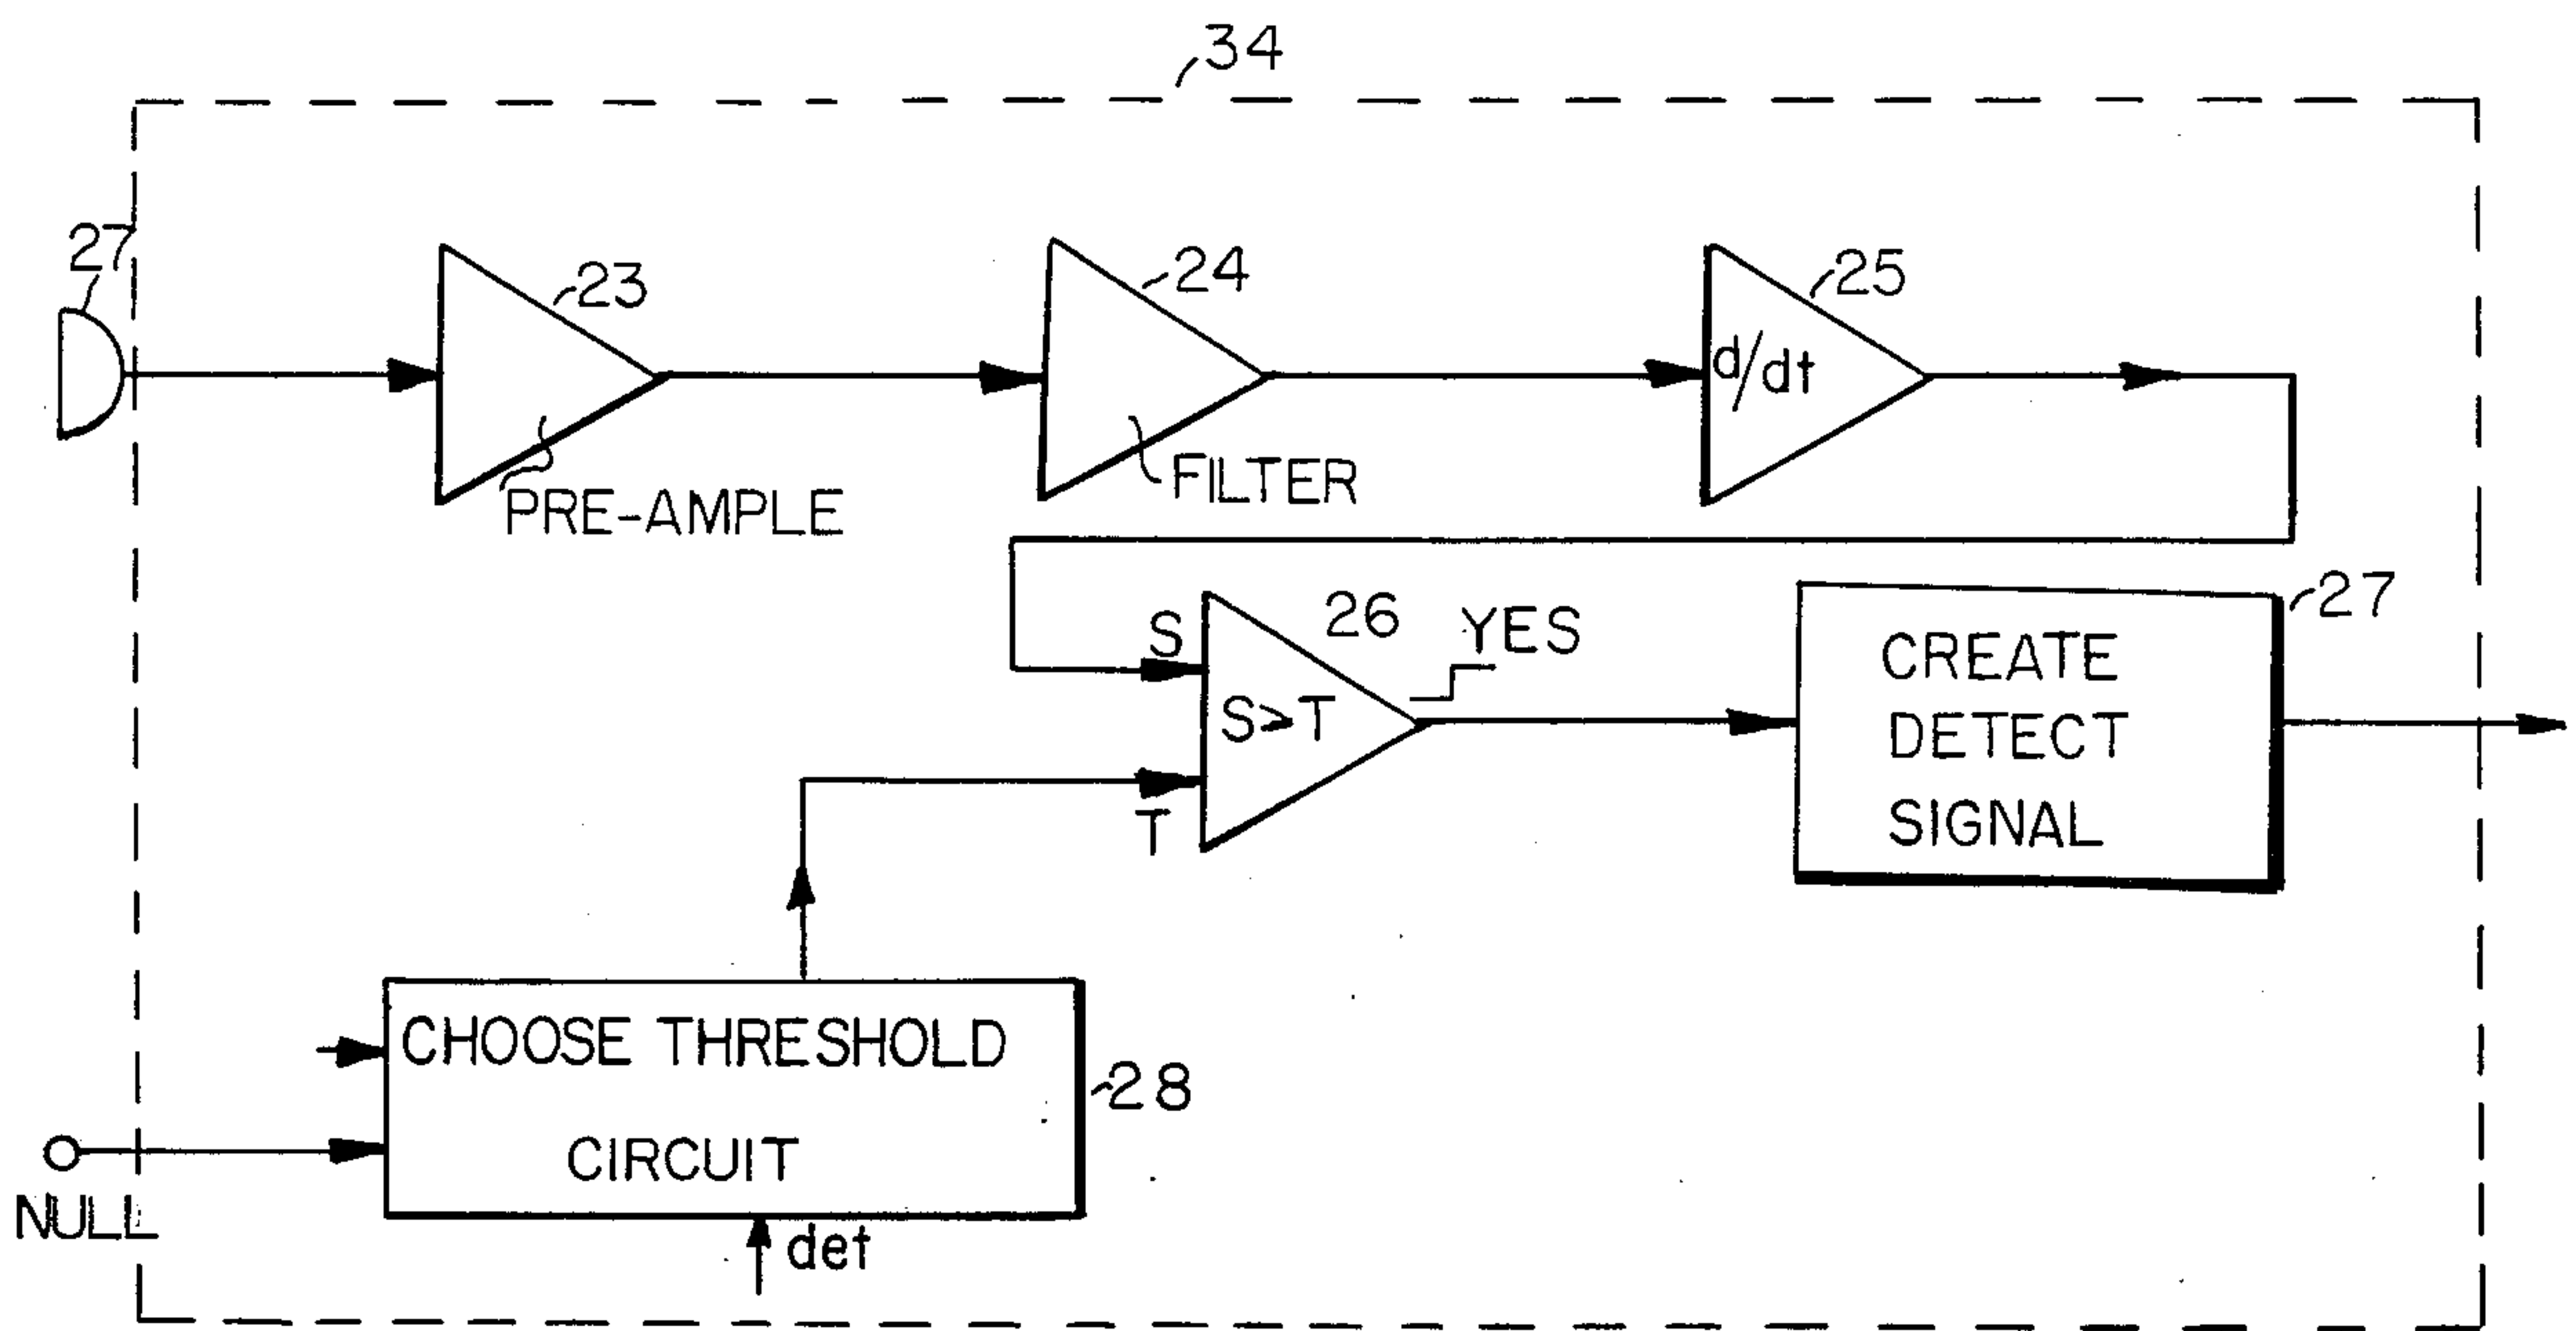 34
27
23
24
25
d/dt
PRE-AMPLE
FILTER
S
26
YES
27
S>T
T
CREATE
DETECT
SIGNAL
CHOOSE THRESHOLD
CIRCUIT
28
NULL
det